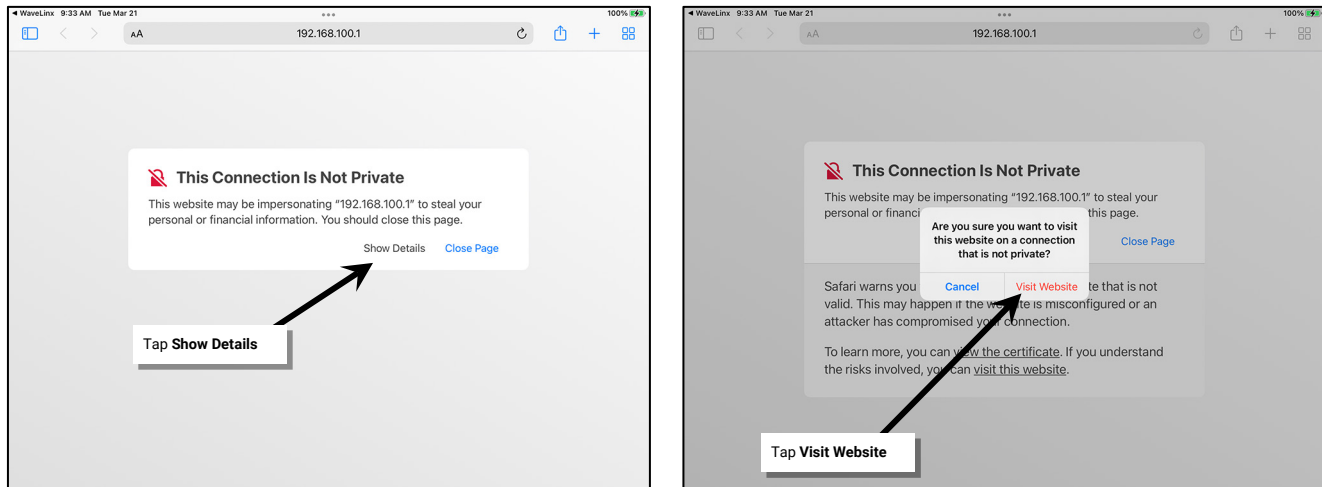 WaveLinx 9:33 AM Tue Mar 21
100%
AA
192.168.100.1
This Connection Is Not Private
This website may be impersonating “192.168.100.1” to steal your
personal or financial information. You should close this page.
Show Details Close Page
Tap Show Details
WaveLinx 9:33 AM Tue Mar 21
100%
AA
192.168.100.1
This Connection Is Not Private
This website may be impersonating “192.168.100.1” to steal your
personal or financi this page.
Are you sure you want to visit
this website on a connection
that is not private?
Close Page
Cancel Visit Website
Safari warns you te that is not
valid. This may happen if the website is misconfigured or an
attacker has compromised your connection.
To learn more, you can view the certificate. If you understand
the risks involved, you can visit this website.
Tap Visit Website